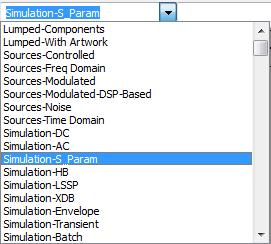 Simulation-S_Param
Lumped-Components
Lumped-With Artwork
Sources-Controlled
Sources-Freq Domain
Sources-Modulated
Sources-Modulated-DSP-Based
Sources-Noise
Sources-Time Domain
Simulation-DC
Simulation-AC
Simulation-S_Param
Simulation-HB
Simulation-LSSP
Simulation-XDB
Simulation-Envelope
Simulation-Transient
Simulation-Batch